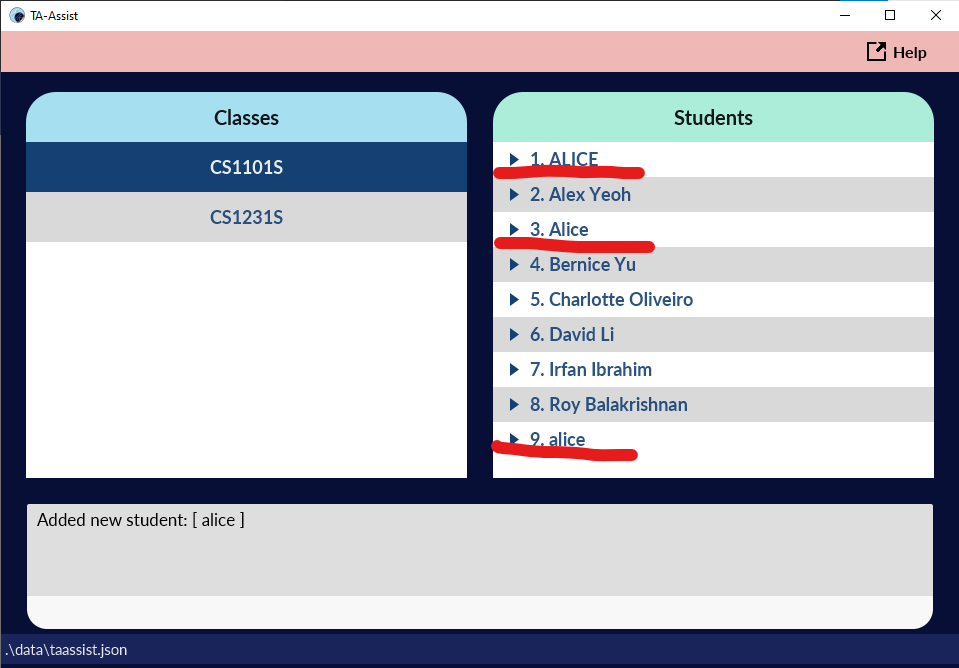 TA-Assist
Help
Classes
CS1101S
CS1231S
Students
1. ALICE
2. Alex Yeoh
3. Alice
4. Bernice Yu
5. Charlotte Oliveiro
6. David Li
7. Irfan Ibrahim
8. Roy Balakrishnan
9. alice
Added new student: [ alice ]
.\data\taassist.json